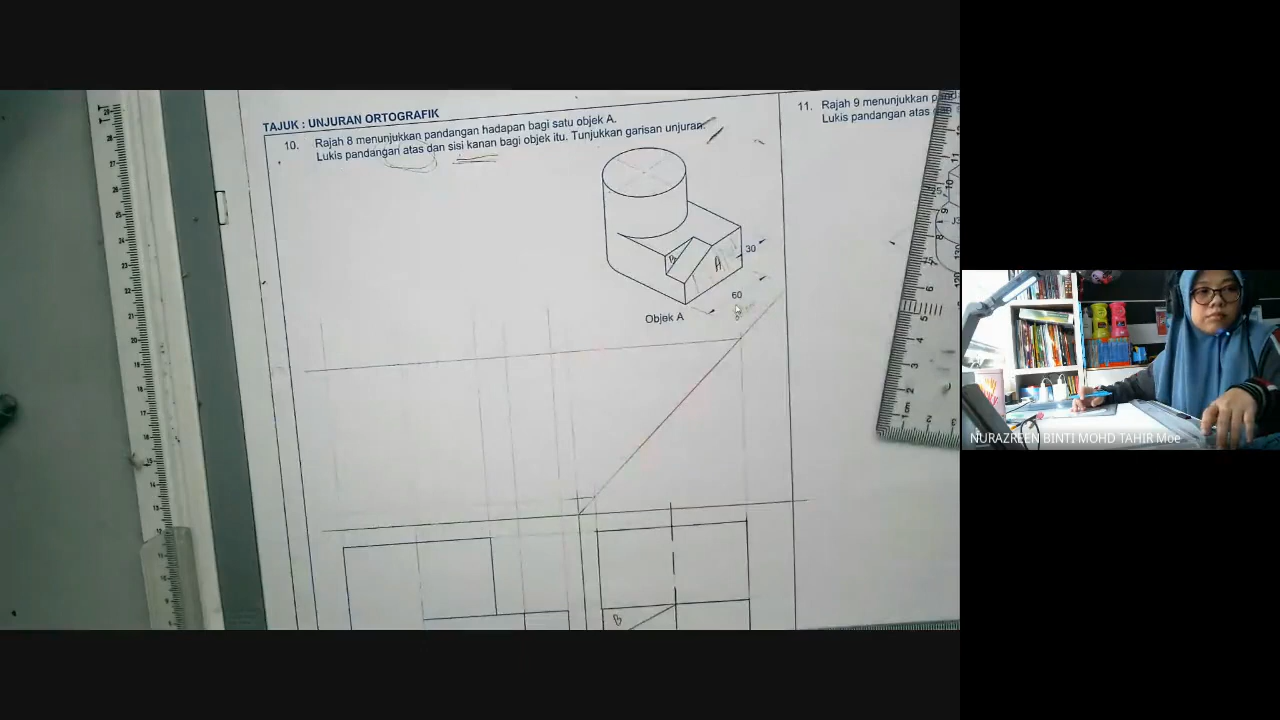 TAJUK : UNJURAN ORTOGRAFIK
10. Rajah 8 menunjukkan pandangan hadapan bagi satu objek A.
Lukis pandangan atas dan sisi kanan bagi objek itu. Tunjukkan garisan unjuran.
B
A
30
60
Objek A
11. Rajah 9 menunjukkan
Lukis pandangan atas
B
NURAZREEN BINTI MOHD TAHIR Moe